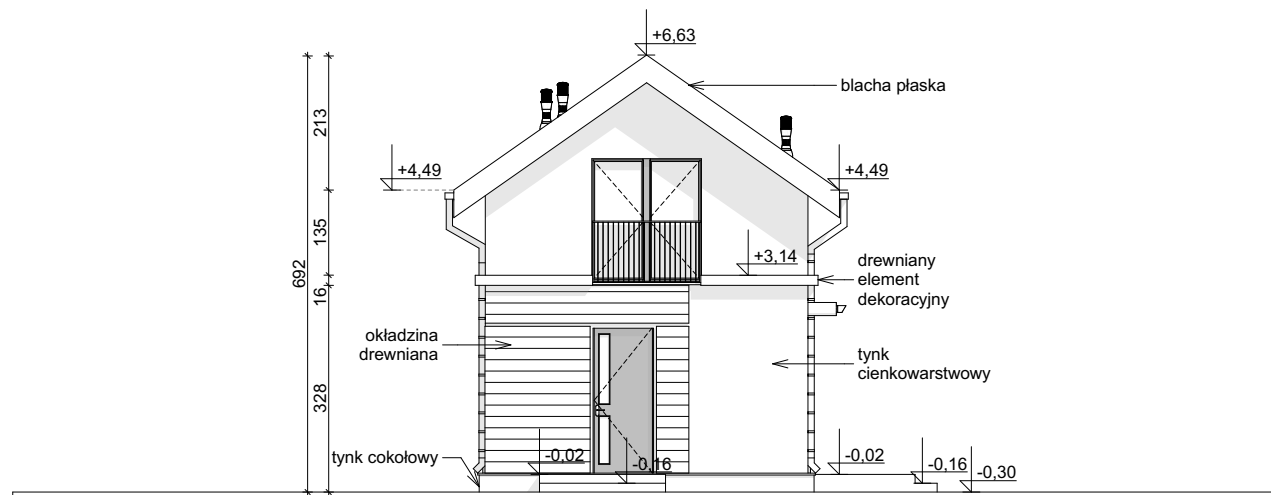 +6,63
blacha płaska
213
+4,49
+4,49
135
692
+3,14
drewniany
element
dekoracyjny
16
okładzina
drewniana
tynk
cienkowarstwowy
328
tynk cokołowy
-0,02
-0,16
-0,02
-0,16
-0,30